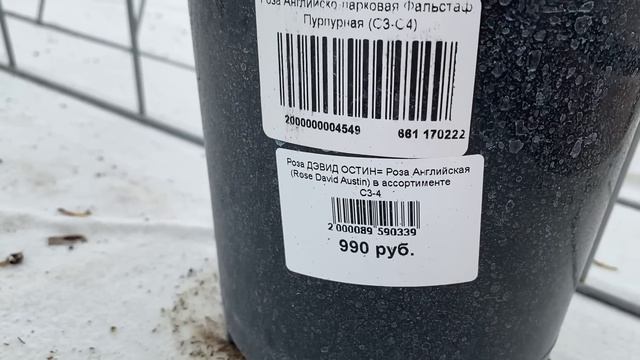 Роза Английско-парковая Фальстаф
Пурпурная (С3-С4)
2000000004549
661 170222
Роза ДЭВИД ОСТИН= Роза Английская
(Rose David Austin) в ассортименте
С3-4
2 000089 590339
990 руб.